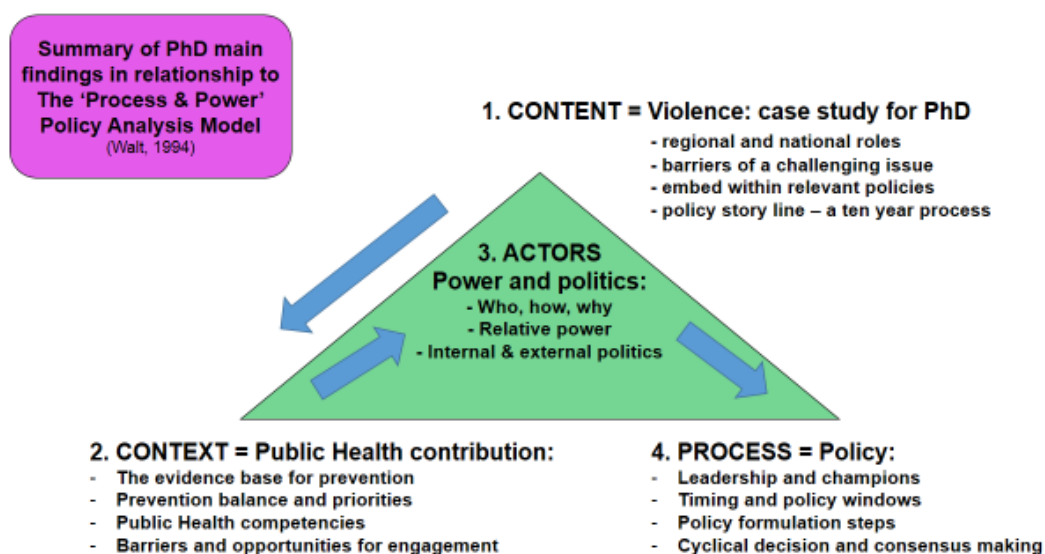 Summary of PhD main
findings in relationship to
The ‘Process & Power’
Policy Analysis Model
(Walt, 1994)
1. CONTENT = Violence: case study for PhD
- regional and national roles
- barriers of a challenging issue
- embed within relevant policies
- policy story line – a ten year process
3. ACTORS
Power and politics:
- Who, how, why
- Relative power
- Internal & external politics
2. CONTEXT = Public Health contribution:
- The evidence base for prevention
- Prevention balance and priorities
- Public Health competencies
- Barriers and opportunities for engagement
4. PROCESS = Policy:
- Leadership and champions
- Timing and policy windows
- Policy formulation steps
- Cyclical decision and consensus making